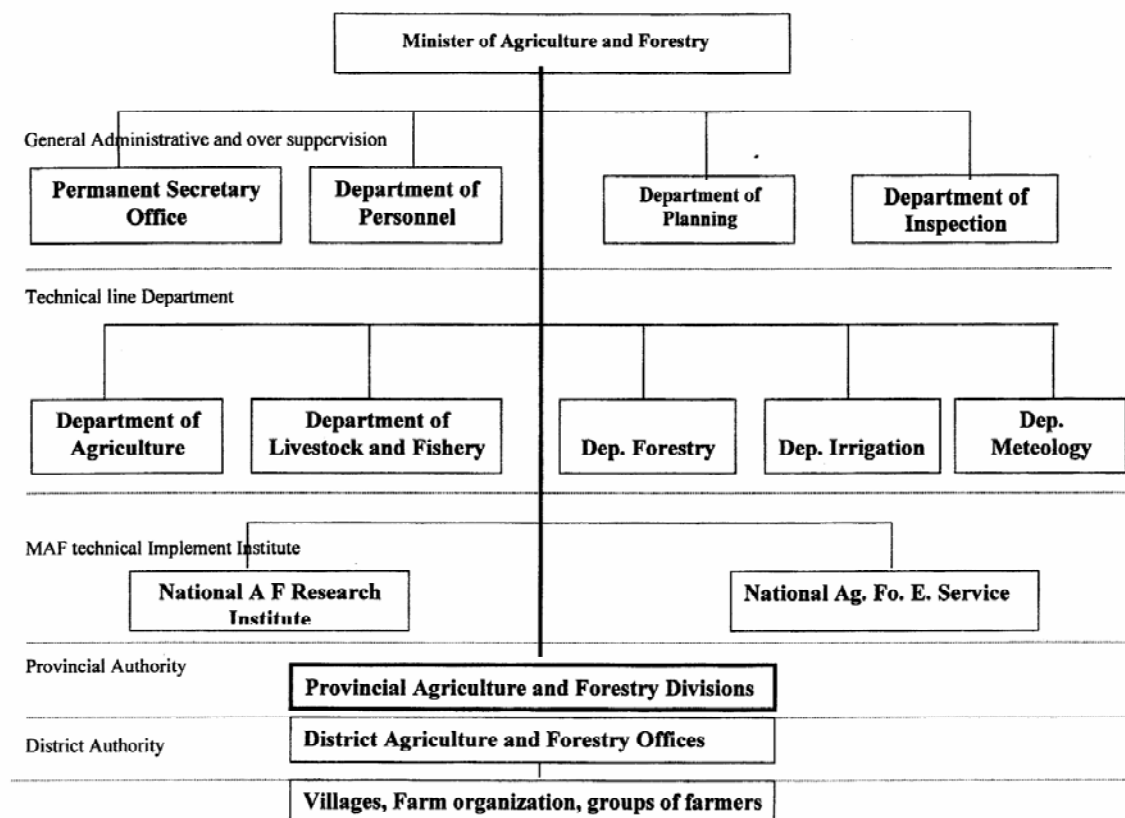 Minister of Agriculture and Forestry
General Administrative and over suppervision
Permanent Secretary
Office
Department of
Personnel
Department of
Planning
Department of
Inspection
Technical line Department
Department of
Agriculture
Department of
Livestock and Fishery
Dep. Forestry
Dep. Irrigation
Dep.
Meteology
MAF technical Implement Institute
National A F Research
Institute
National Ag. Fo. E. Service
Provincial Authority
Provincial Agriculture and Forestry Divisions
District Authority
District Agriculture and Forestry Offices
Villages, Farm organization, groups of farmers